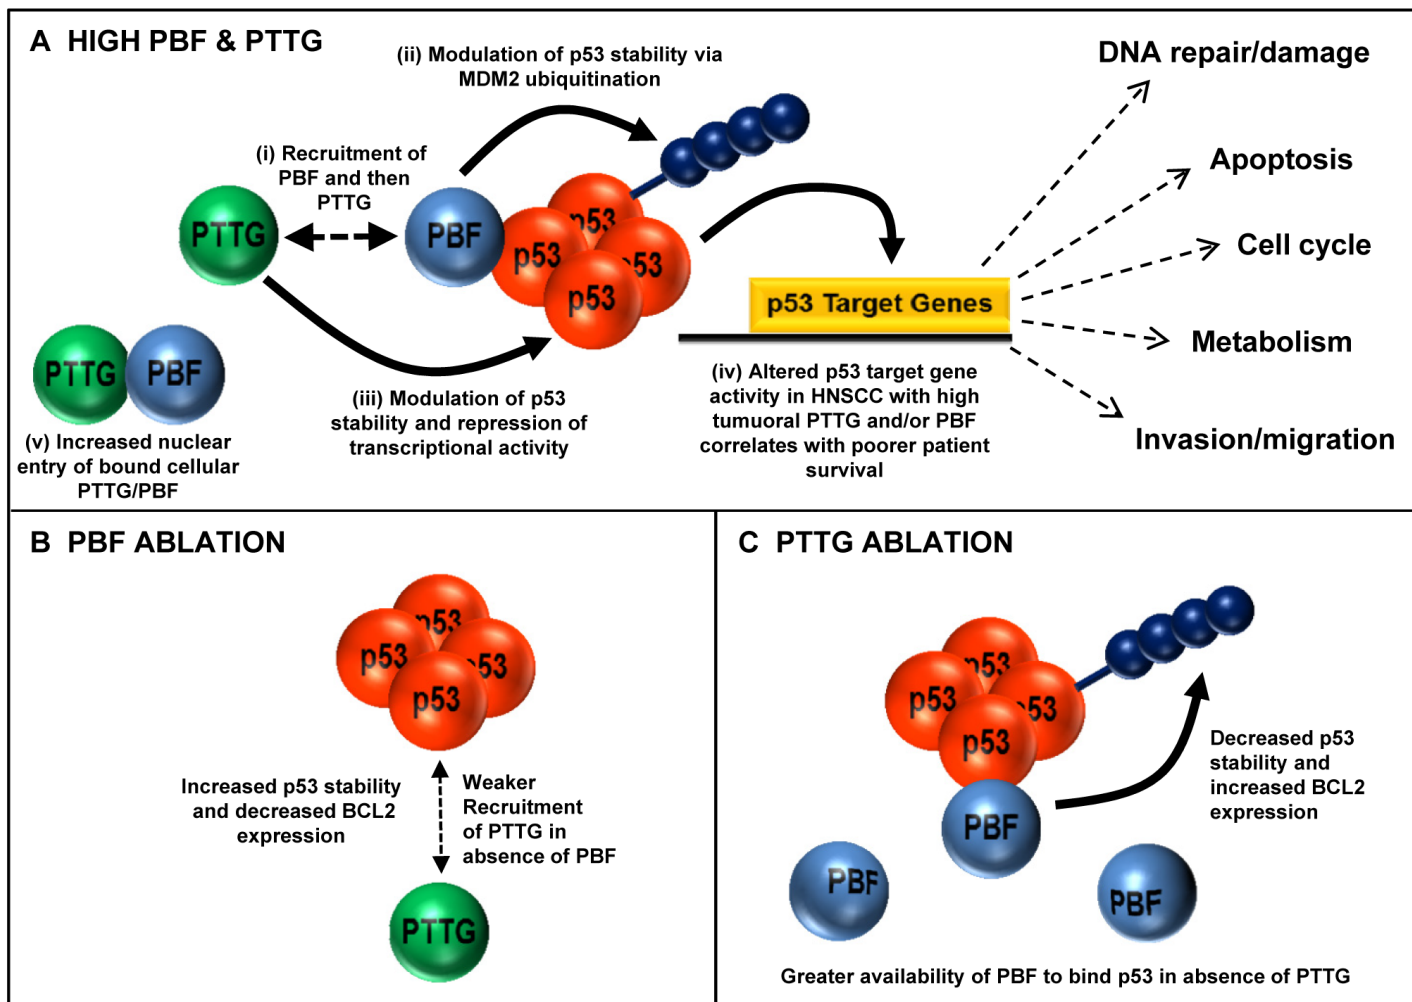 A HIGH PBF & PTTG
(ii) Modulation of p53 stability via
MDM2 ubiquitination
(i) Recruitment of
PBF and then
PTTG
PTTG
PBF
p53
p53
p53
p53
PTTG
PBF
(v) Increased nuclear
entry of bound cellular
PTTG/PBF
(iii) Modulation of p53
stability and repression of
transcriptional activity
p53 Target Genes
(iv) Altered p53 target gene
activity in HNSCC with high
tumuoral PTTG and/or PBF
correlates with poorer patient
survival
DNA repair/damage
Apoptosis
Cell cycle
Metabolism
Invasion/migration
B PBF ABLATION
p53
p53
p53
p53
Increased p53 stability
and decreased BCL2
expression
Weaker
Recruitment
of PTTG in
absence of PBF
PTTG
C PTTG ABLATION
p53
p53
p53
p53
PBF
Decreased p53
stability and
increased BCL2
expression
PBF
PBF
Greater availability of PBF to bind p53 in absence of PTTG